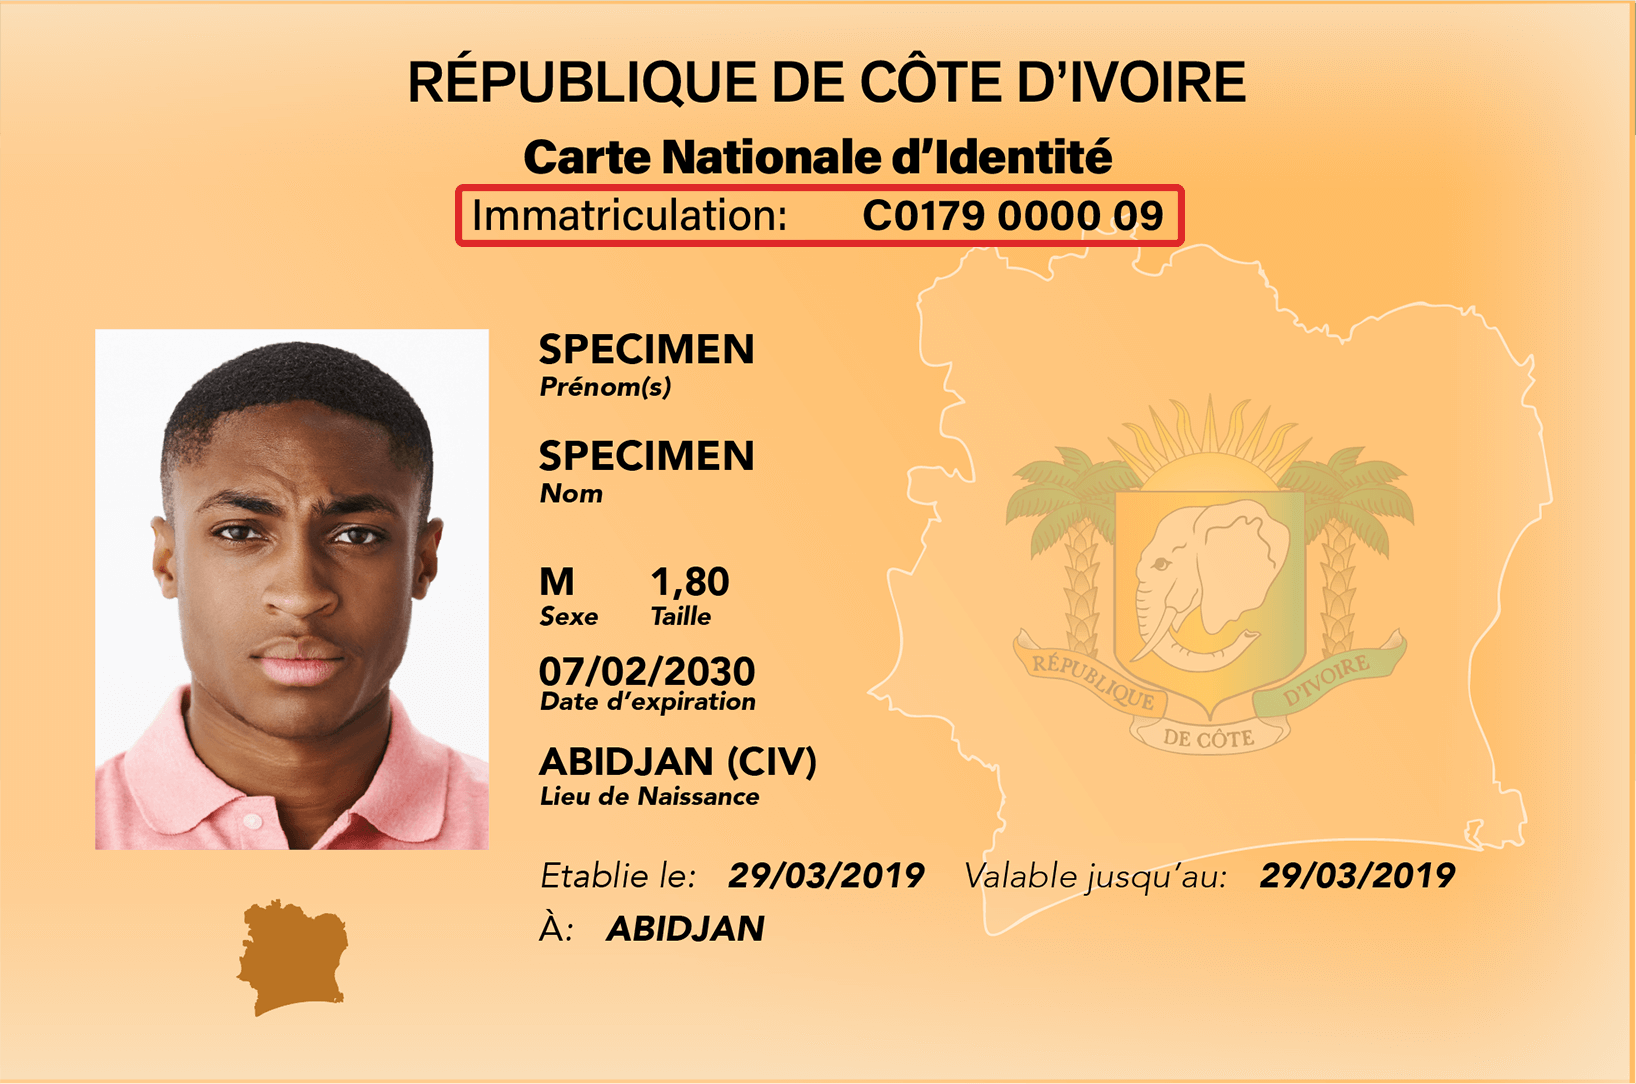 RÉPUBLIQUE DE CÔTE D’IVOIRE
Carte Nationale d’Identité
Immatriculation: C0179 0000 09
SPECIMEN
Prénom(s)
SPECIMEN
Nom
M 1,80
Sexe Taille
07/02/2030
Date d’expiration
ABIDJAN (CIV)
Lieu de Naissance
RÉPUBLIQUE DE CÔTE D'IVOIRE
Etablie le: 29/03/2019 Valable jusqu’au: 29/03/2019
À: ABIDJAN